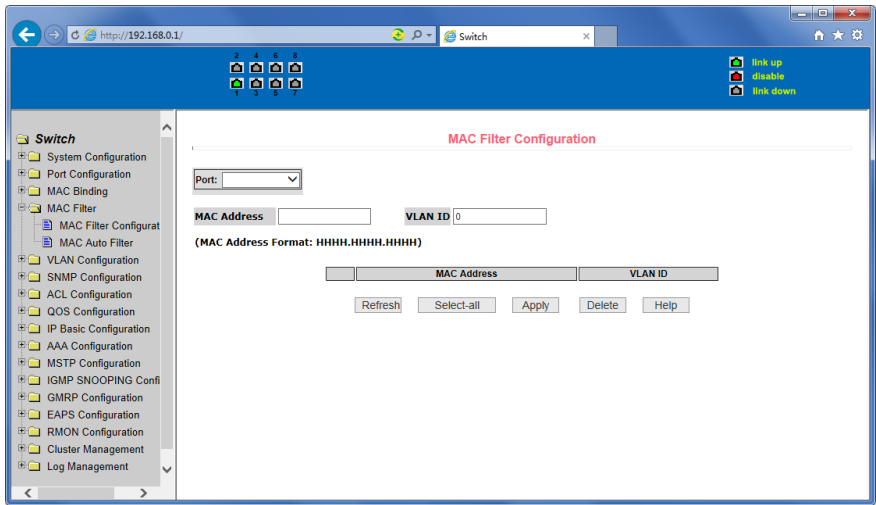 http://192.168.0.1/
Switch
2 4 6 8
1 3 5 7
link up
disable
link down
Switch
System Configuration
Port Configuration
MAC Binding
MAC Filter
MAC Filter Configurat
MAC Auto Filter
VLAN Configuration
SNMP Configuration
ACL Configuration
QOS Configuration
IP Basic Configuration
AAA Configuration
MSTP Configuration
IGMP SNOOPING Confi
GMRP Configuration
EAPS Configuration
RMON Configuration
Cluster Management
Log Management
MAC Filter Configuration
Port:
MAC Address VLAN ID 0
(MAC Address Format: HHHH.HHHH.HHHH)
MAC Address VLAN ID
Refresh Select-all Apply Delete Help